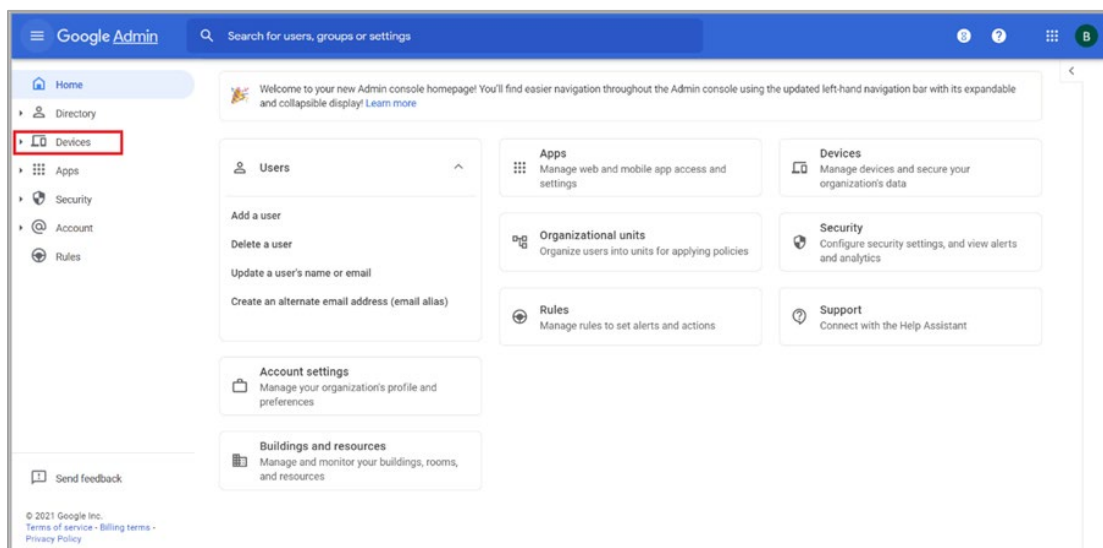 Google Admin
Search for users, groups or settings
B
Home
Directory
Devices
Apps
Security
Account
Rules
Send feedback
© 2021 Google Inc.
Terms of service - Billing terms -
Privacy Policy
Welcome to your new Admin console homepage! You'll find easier navigation throughout the Admin console using the updated left-hand navigation bar with its expandable
and collapsible display! Learn more
Users
Add a user
Delete a user
Update a user's name or email
Create an alternate email address (email alias)
Account settings
Manage your organization's profile and
preferences
Buildings and resources
Manage and monitor your buildings, rooms,
and resources
Apps
Manage web and mobile app access and
settings
Organizational units
Organize users into units for applying policies
Rules
Manage rules to set alerts and actions
Devices
Manage devices and secure your
organization's data
Security
Configure security settings, and view alerts
and analytics
Support
Connect with the Help Assistant